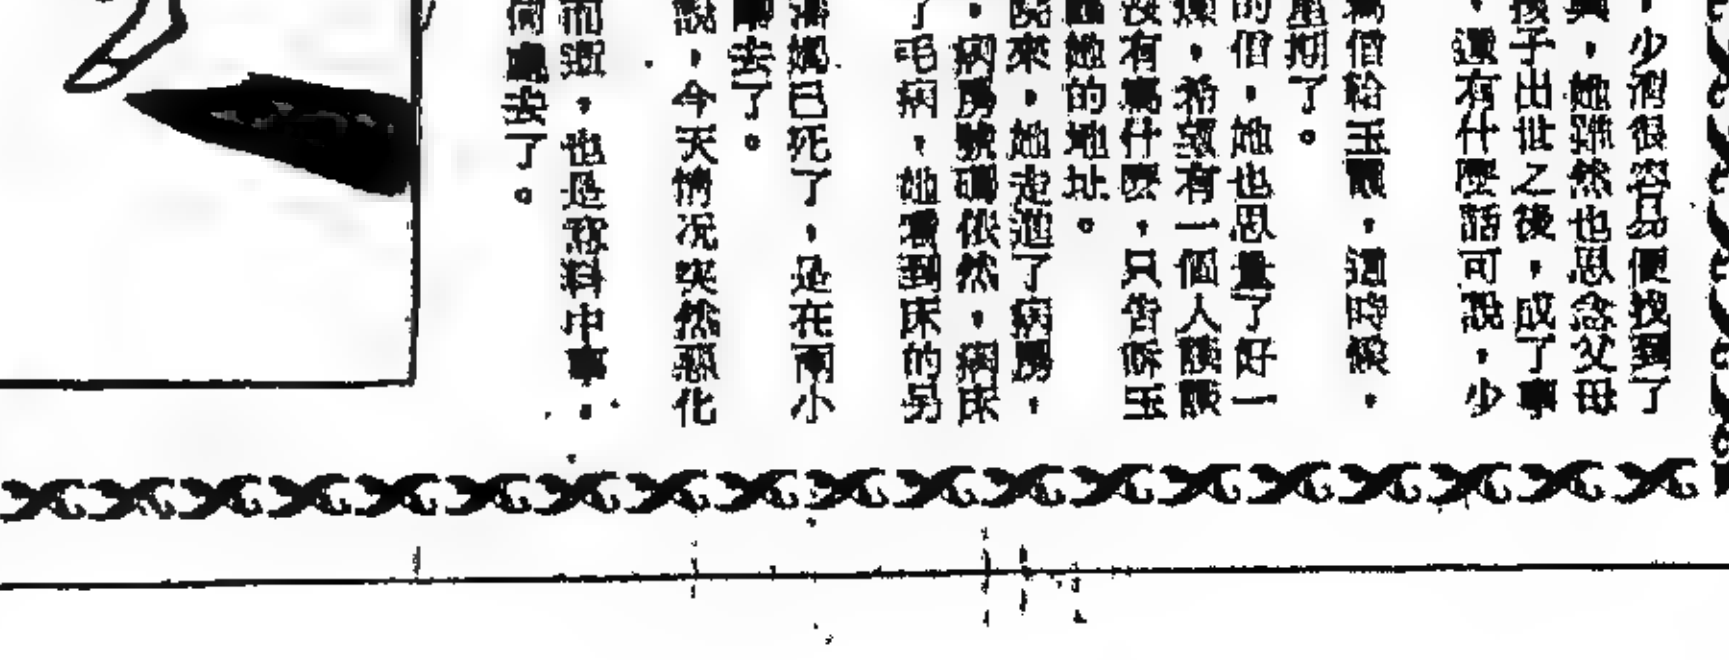 ，少酒很容易便找到了
，她雖然也思念父母
孩子出世之後，成了事
，還有什麼話可說，少
寫信給玉，這時候，
星期了。
的信，她也思量了好一
煩，希望有一個人談談
沒有寫什麼，只告訴玉
她的地址。
院來，她走進了病房，
，病房號碼依然，病床
了毛病，她看到床的另
媽已死了，是在兩小
去了。
說，今天情況突然惡化
而逝，也是意料中事，
何處去了。